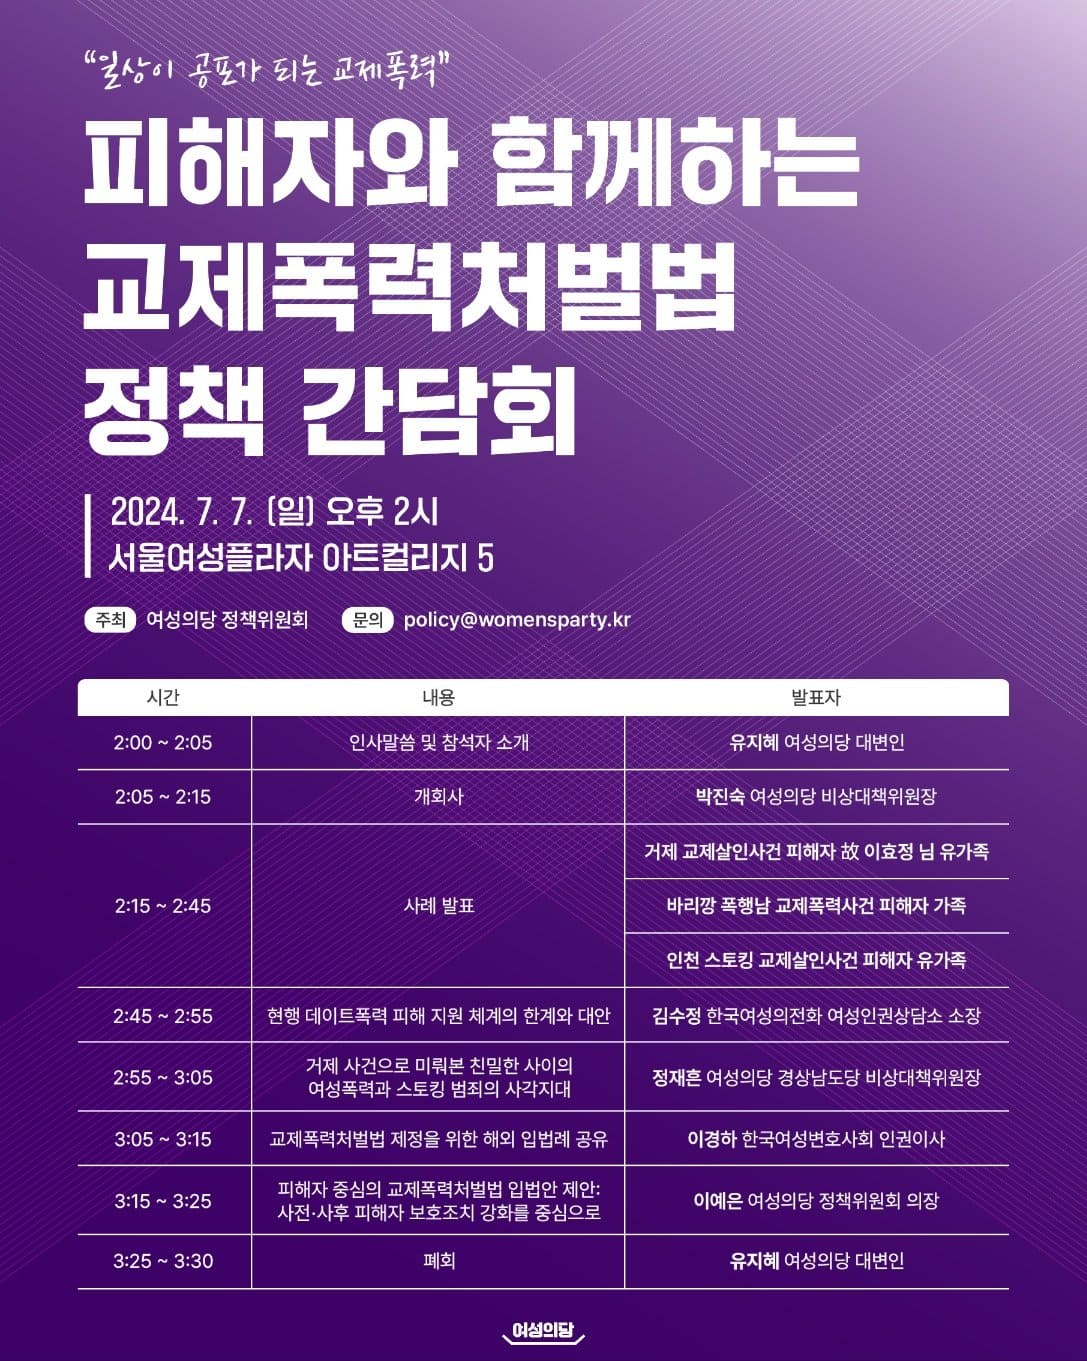 “일상이 공포가 되는 교제폭력”
피해자와 함께하는
교제폭력처벌법
정책 간담회
2024. 7. 7. (일) 오후 2시
서울여성플라자 아트컬리지 5
주최 여성의당 정책위원회 문의 policy@womensparty.kr
시간 내용 발표자
2:00 ~ 2:05 인사말씀 및 참석자 소개 유지혜 여성의당 대변인
2:05 ~ 2:15 개회사 박진숙 여성의당 비상대책위원장
거제 교제살인사건 피해자 故 이효정 님 유가족
2:15 ~ 2:45 사례 발표 바리깡 폭행남 교제폭력사건 피해자 가족
인천 스토킹 교제살인사건 피해자 유가족
2:45 ~ 2:55 현행 데이트폭력 피해 지원 체계의 한계와 대안 김수정 한국여성의전화 여성인권상담소 소장
2:55 ~ 3:05 거제 사건으로 미뤄본 친밀한 사이의
여성폭력과 스토킹 범죄의 사각지대 정재흔 여성의당 경상남도당 비상대책위원장
3:05 ~ 3:15 교제폭력처벌법 제정을 위한 해외 입법례 공유 이경하 한국여성변호사회 인권이사
3:15 ~ 3:25 피해자 중심의 교제폭력처벌법 입법안 제안:
사전·사후 피해자 보호조치 강화를 중심으로 이예은 여성의당 정책위원회 의장
3:25 ~ 3:30 폐회 유지혜 여성의당 대변인
여성의당